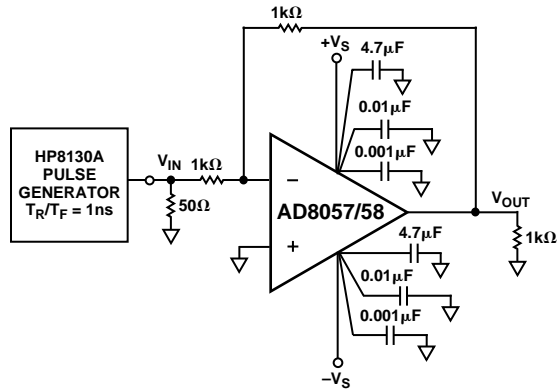 1kΩ
+VS
4.7µF
0.01µF
0.001µF
HP8130A
PULSE
GENERATOR
TR/TF = 1ns
VIN
1kΩ
50Ω
−
+
AD8057/58
VOUT
1kΩ
4.7µF
0.01µF
0.001µF
−VS